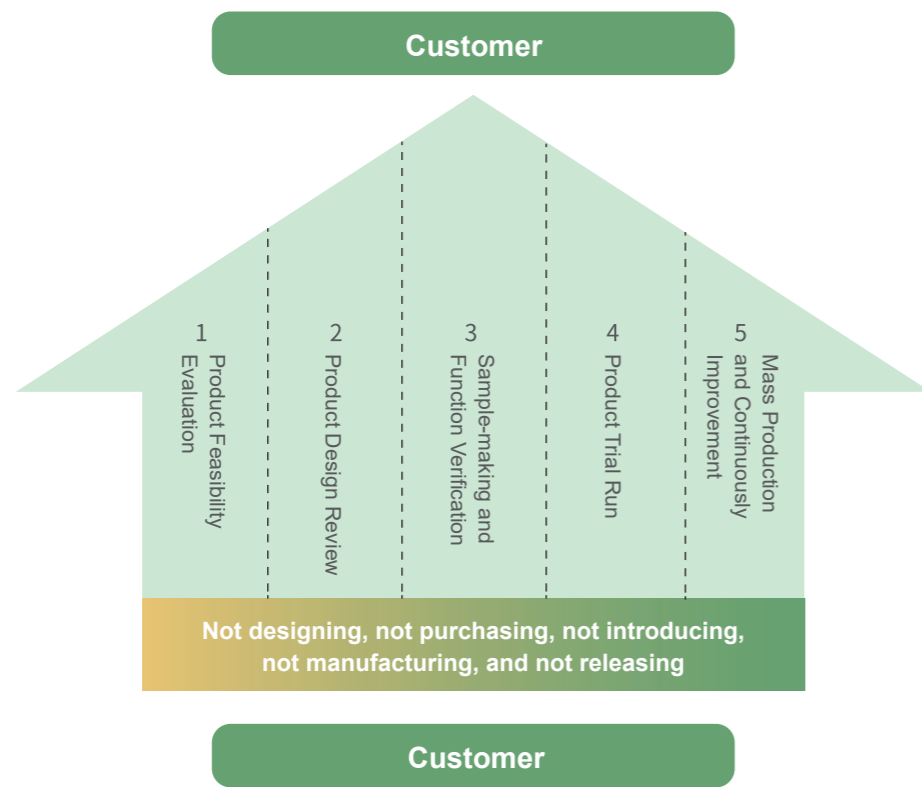 Customer
1
Product Feasibility
Evaluation
2
Product Design Review
3
Sample-making and
Function Verification
4
Product Trial Run
5
Mass Production
and Continuously
Improvement
Not designing, not purchasing, not introducing,
not manufacturing, and not releasing
Customer